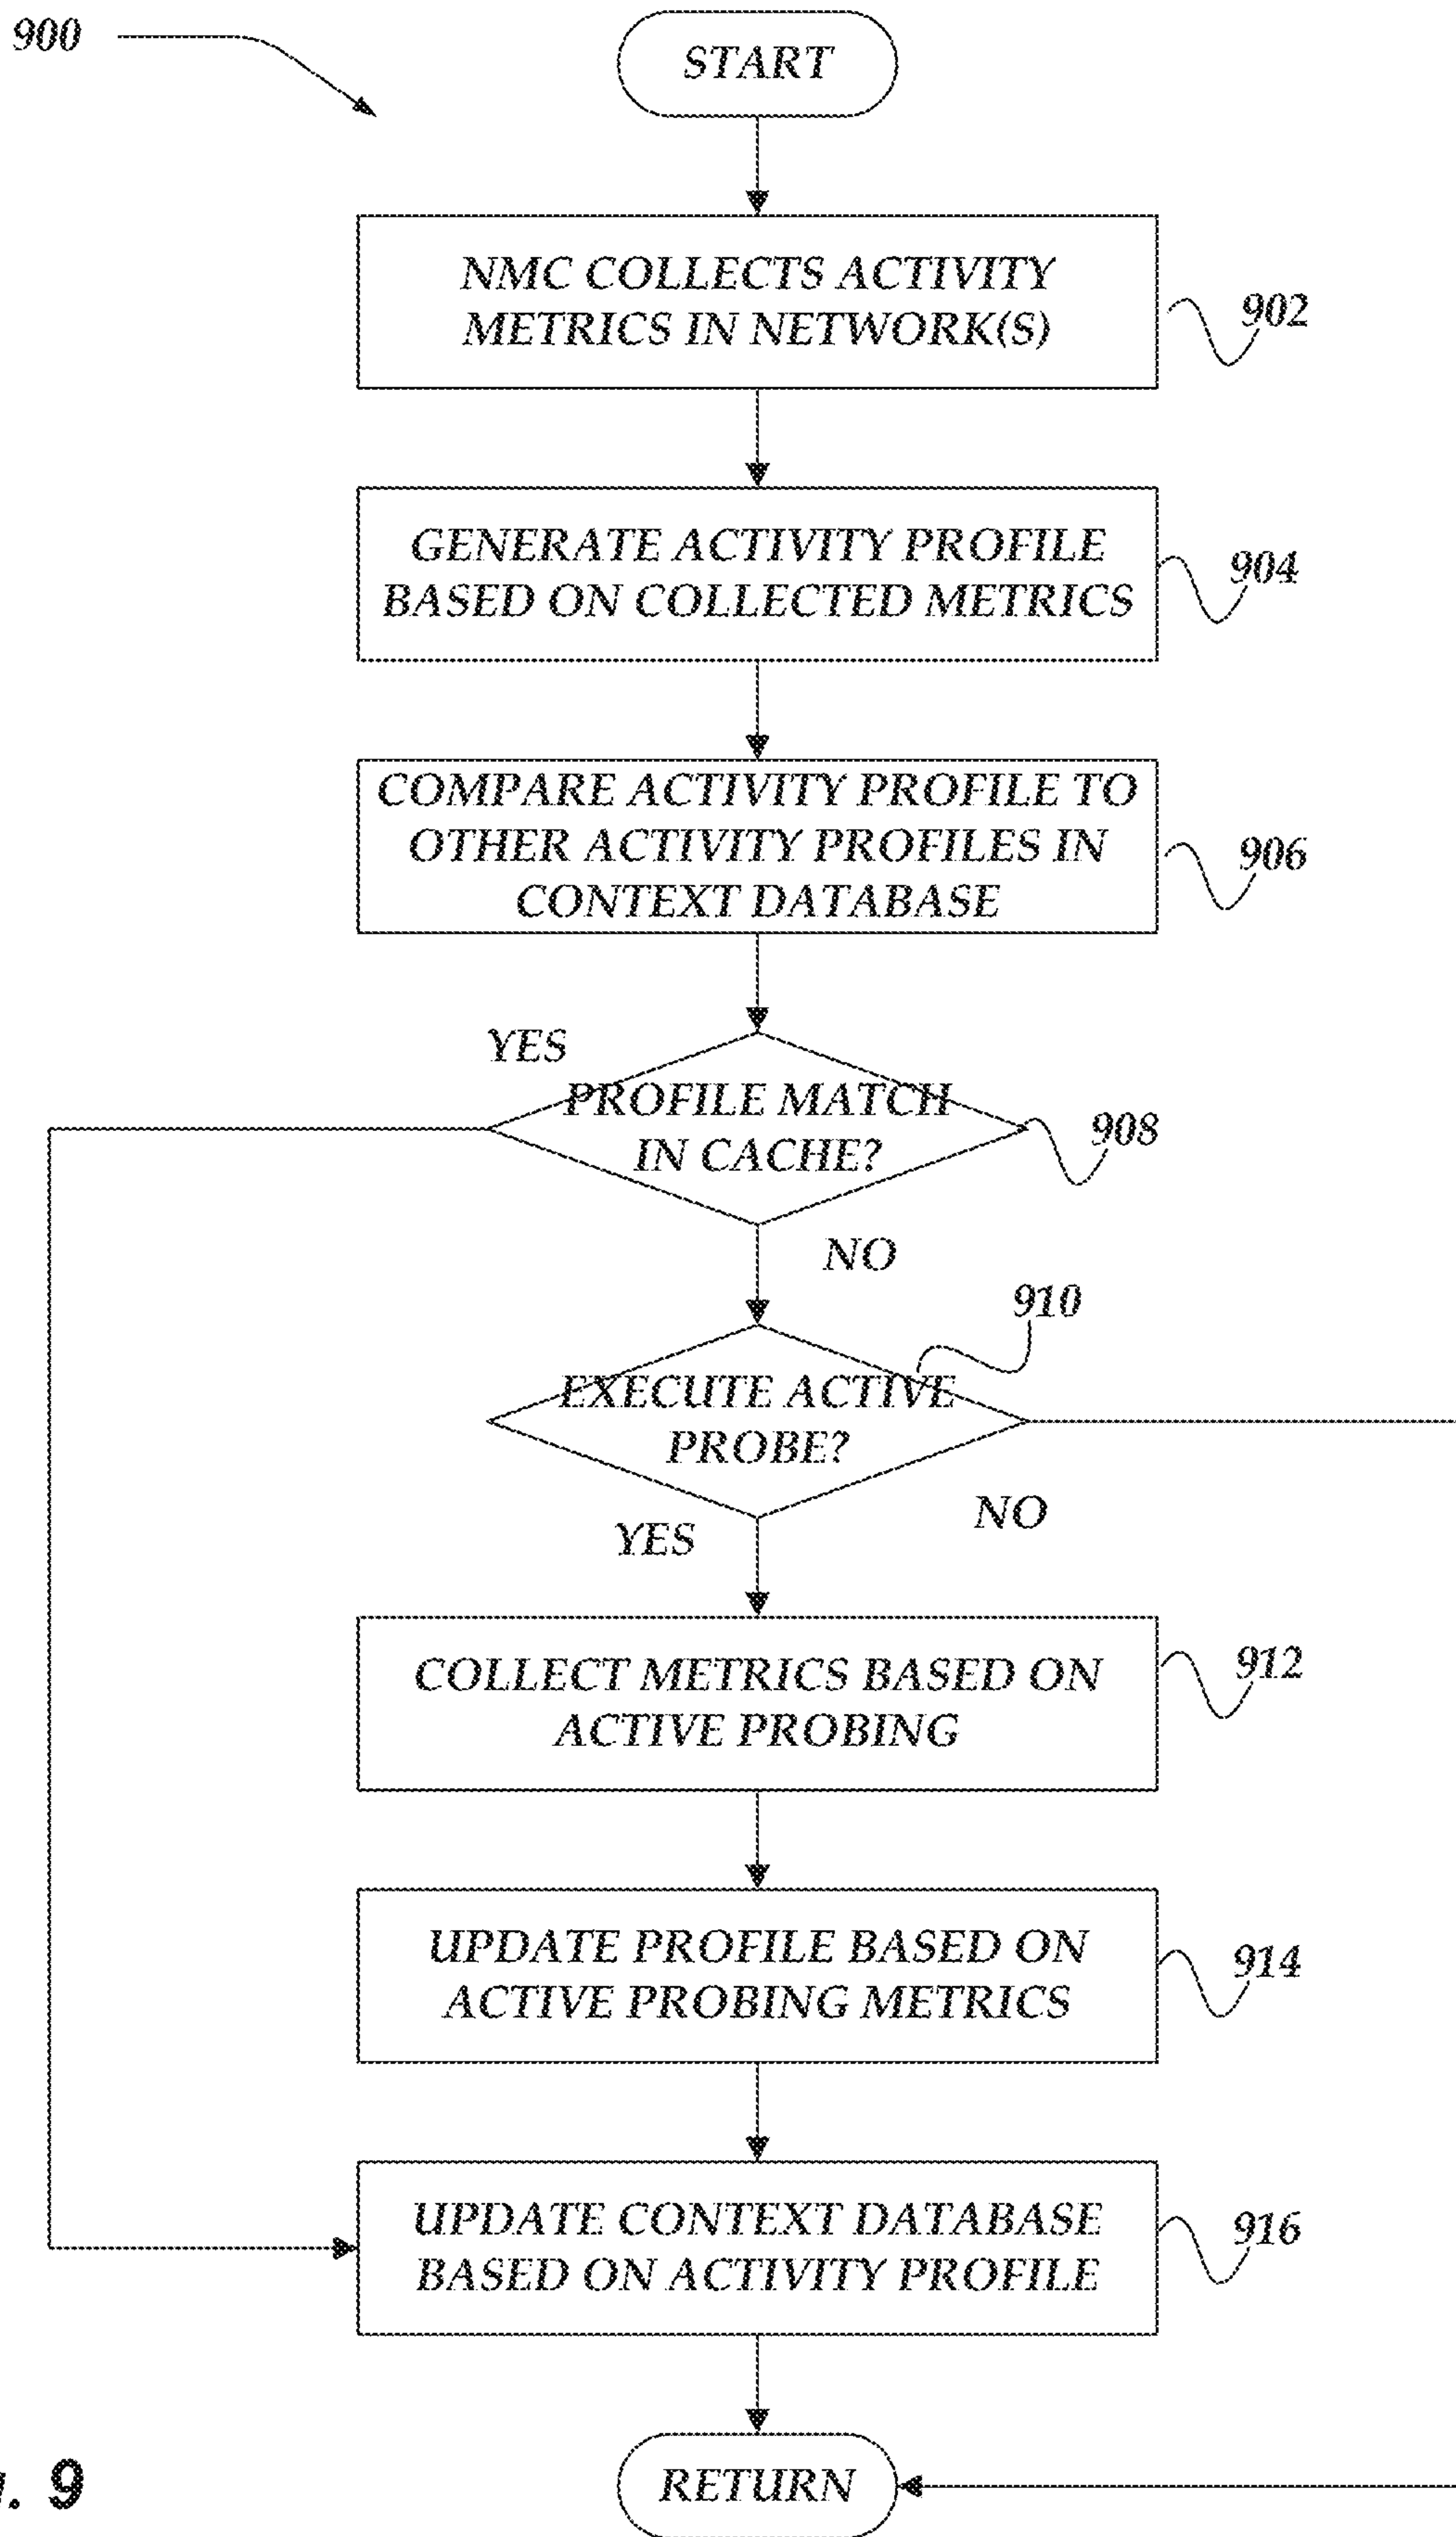 900
START
NMC COLLECTS ACTIVITY
METRICS IN NETWORK(S)
902
GENERATE ACTIVITY PROFILE
BASED ON COLLECTED METRICS
904
COMPARE ACTIVITY PROFILE TO
OTHER ACTIVITY PROFILES IN
CONTEXT DATABASE
906
YES
PROFILE MATCH
IN CACHE?
908
NO
910
EXECUTE ACTIVE
PROBE?
NO
YES
COLLECT METRICS BASED ON
ACTIVE PROBING
912
UPDATE PROFILE BASED ON
ACTIVE PROBING METRICS
914
UPDATE CONTEXT DATABASE
BASED ON ACTIVITY PROFILE
916
RETURN
. 9